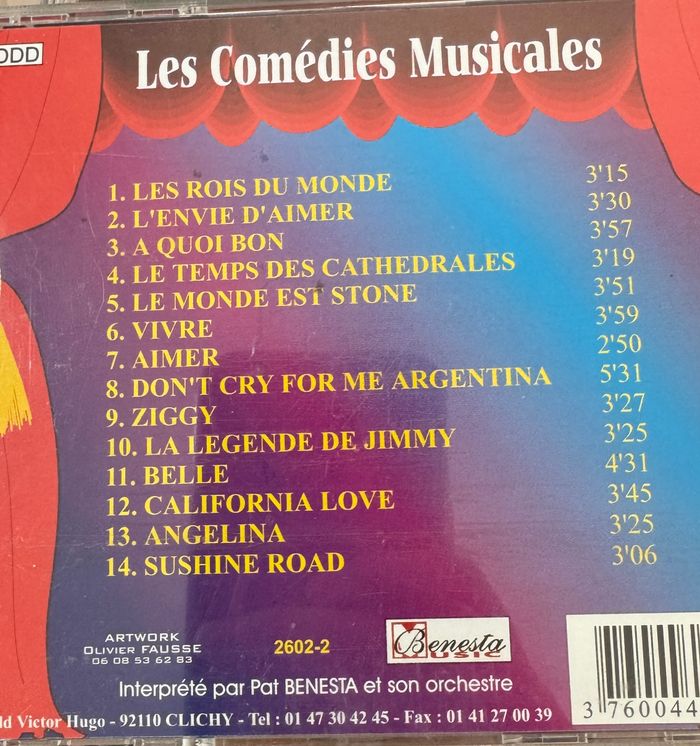 DDD
Les Comédies Musicales
1. LES ROIS DU MONDE 3'15
2. L'ENVIE D'AIMER 3'30
3. A QUOI BON 3'57
4. LE TEMPS DES CATHEDRALES 3'19
5. LE MONDE EST STONE 3'51
6. VIVRE 3'59
7. AIMER 2'50
8. DON'T CRY FOR ME ARGENTINA 5'31
9. ZIGGY 3'27
10. LA LEGENDE DE JIMMY 3'25
11. BELLE 4'31
12. CALIFORNIA LOVE 3'45
13. ANGELINA 3'25
14. SUSHINE ROAD 3'06
ARTWORK
OLIVIER FAUSSE
06 08 53 62 83
2602-2
Benesta
MUSIC
Interprété par Pat BENESTA et son orchestre
ld Victor Hugo - 92110 CLICHY - Tel : 01 47 30 42 45 - Fax : 01 41 27 00 39
3 760044